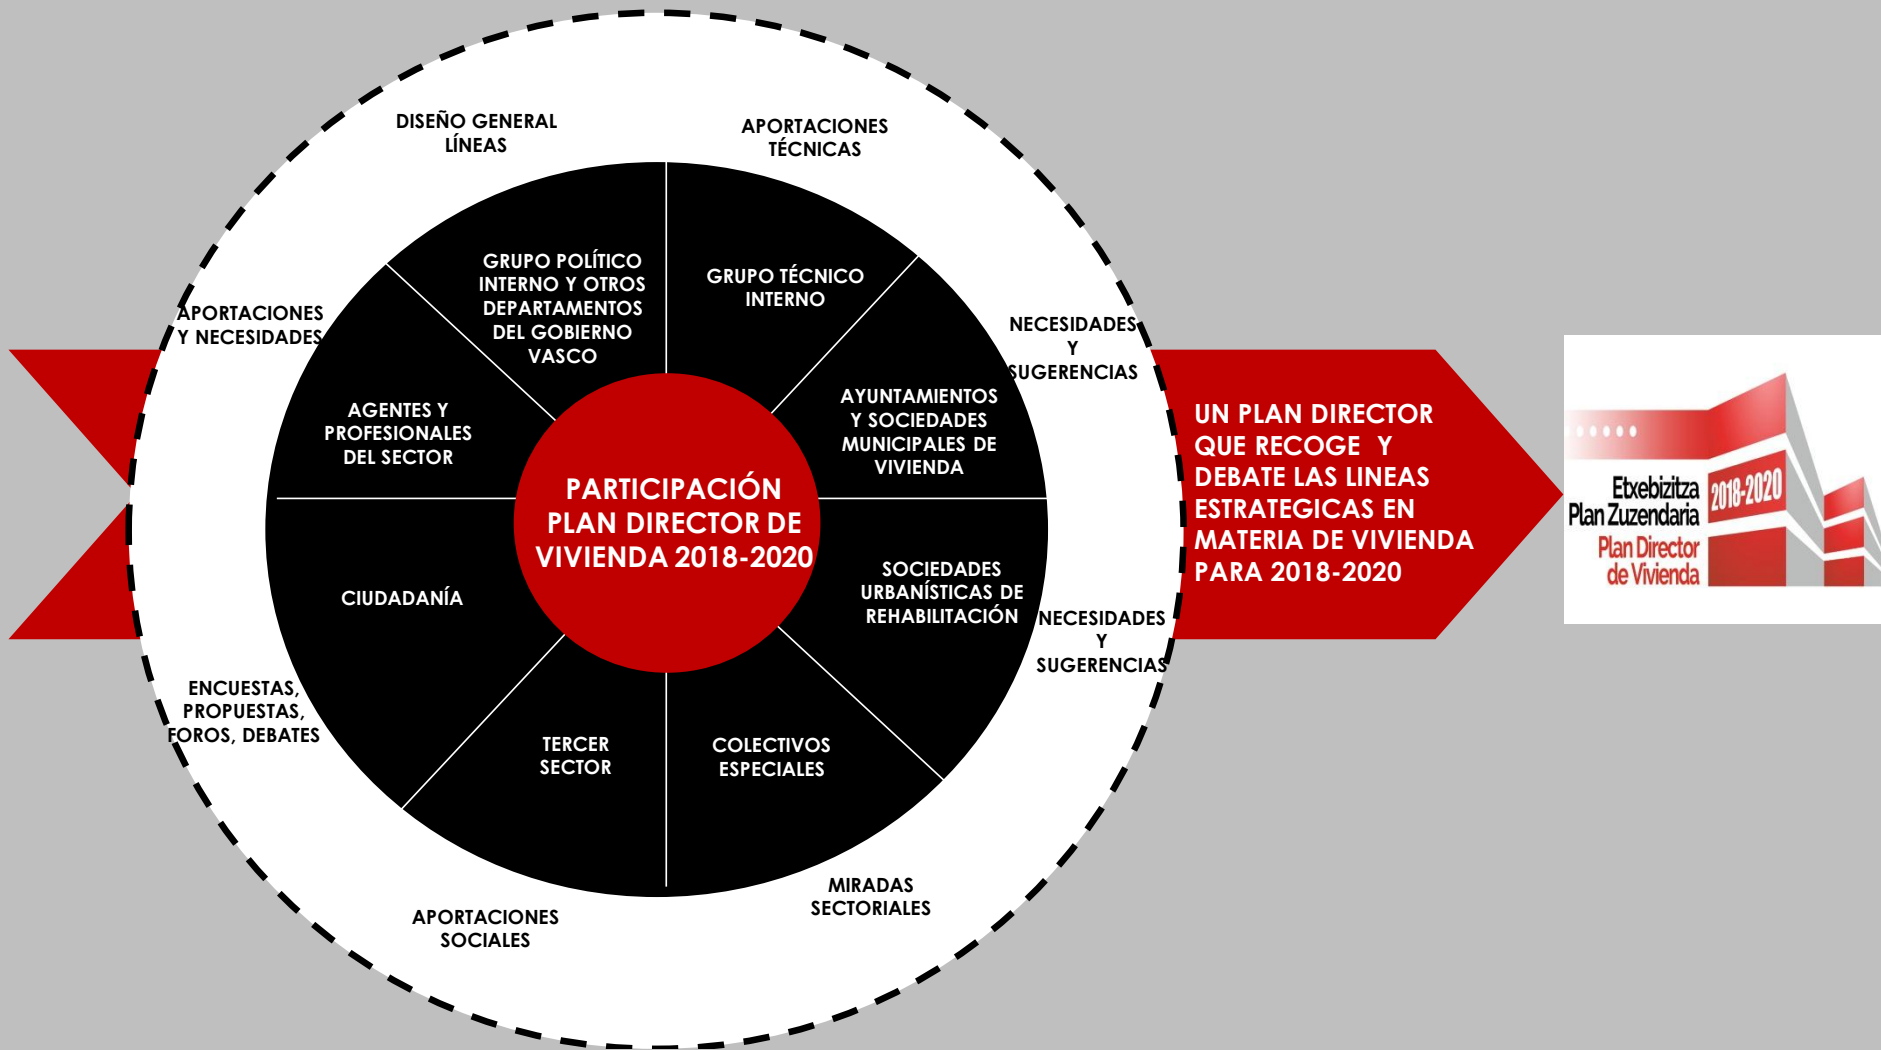 DISEÑO GENERAL
LÍNEAS
APORTACIONES
TÉCNICAS
GRUPO POLÍTICO
INTERNO Y OTROS
DEPARTAMENTOS
DEL GOBIERNO
VASCO
GRUPO TÉCNICO
INTERNO
APORTACIONES
Y NECESIDADES
NECESIDADES
Y
SUGERENCIAS
AGENTES Y
PROFESIONALES
DEL SECTOR
AYUNTAMIENTOS
Y SOCIEDADES
MUNICIPALES DE
VIVIENDA
PARTICIPACIÓN
PLAN DIRECTOR DE
VIVIENDA 2018-2020
CIUDADANÍA
SOCIEDADES
URBANÍSTICAS DE
REHABILITACIÓN
NECESIDADES
Y
SUGERENCIAS
ENCUESTAS,
PROPUESTAS,
FOROS, DEBATES
TERCER
SECTOR
COLECTIVOS
ESPECIALES
APORTACIONES
SOCIALES
MIRADAS
SECTORIALES
UN PLAN DIRECTOR
QUE RECOGE Y
DEBATE LAS LINEAS
ESTRATEGICAS EN
MATERIA DE VIVIENDA
PARA 2018-2020
Etxebizitza
Plan Zuzendaria
Plan Director
de Vivienda
2018-2020